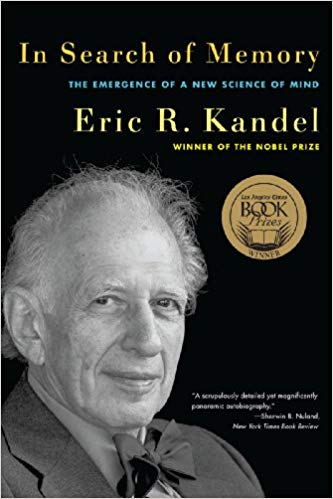 In Search of Memory
THE EMERGENCE OF A NEW SCIENCE OF MIND
Eric R. Kandel
WINNER OF THE NOBEL PRIZE
Los Angeles Times
BOOK
Prizes
WINNER
"A scrupulously detailed yet magnificently
panoramic autobiography."
—Sherwin B. Nuland,
New York Times Book Review